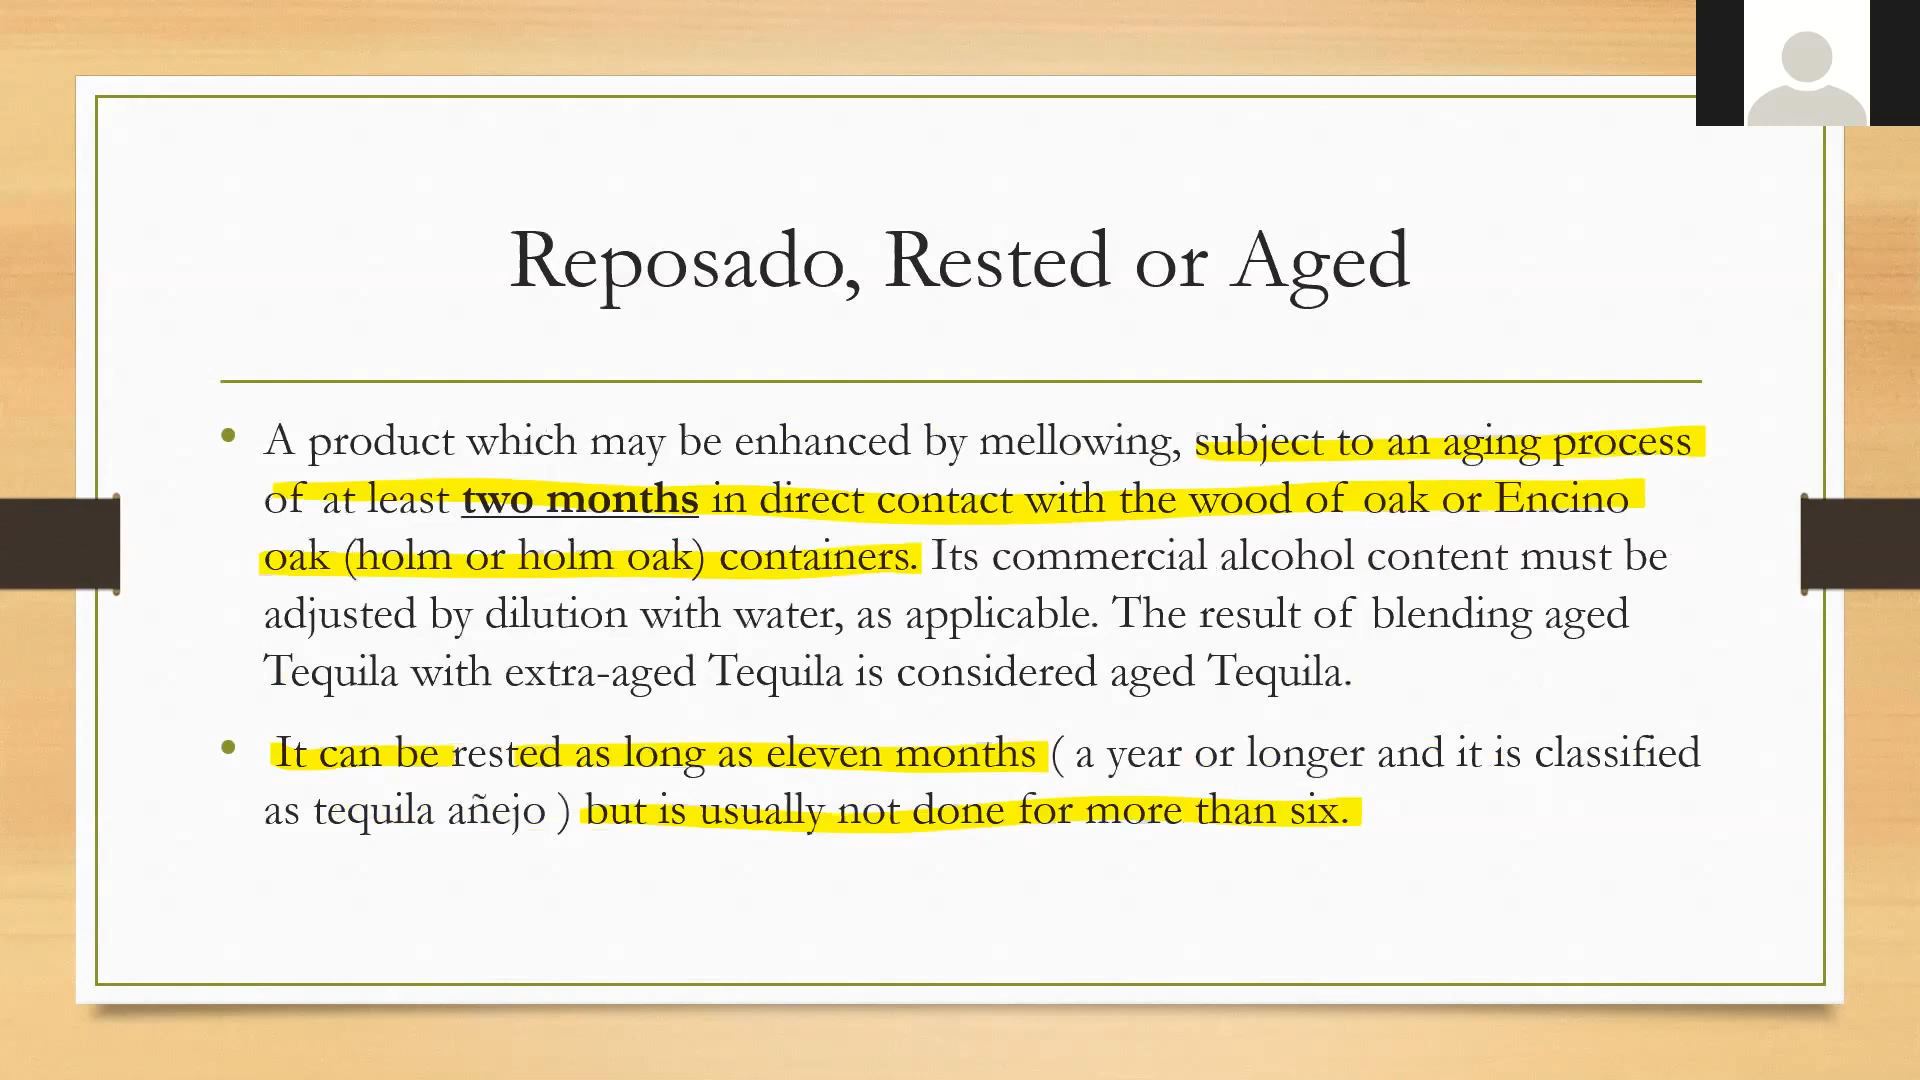 Reposado, Rested or Aged
• A product which may be enhanced by mellowing, subject to an aging process
of at least two months in direct contact with the wood of oak or Encino
oak (holm or holm oak) containers. Its commercial alcohol content must be
adjusted by dilution with water, as applicable. The result of blending aged
Tequila with extra-aged Tequila is considered aged Tequila.
• It can be rested as long as eleven months ( a year or longer and it is classified
as tequila añejo ) but is usually not done for more than six.